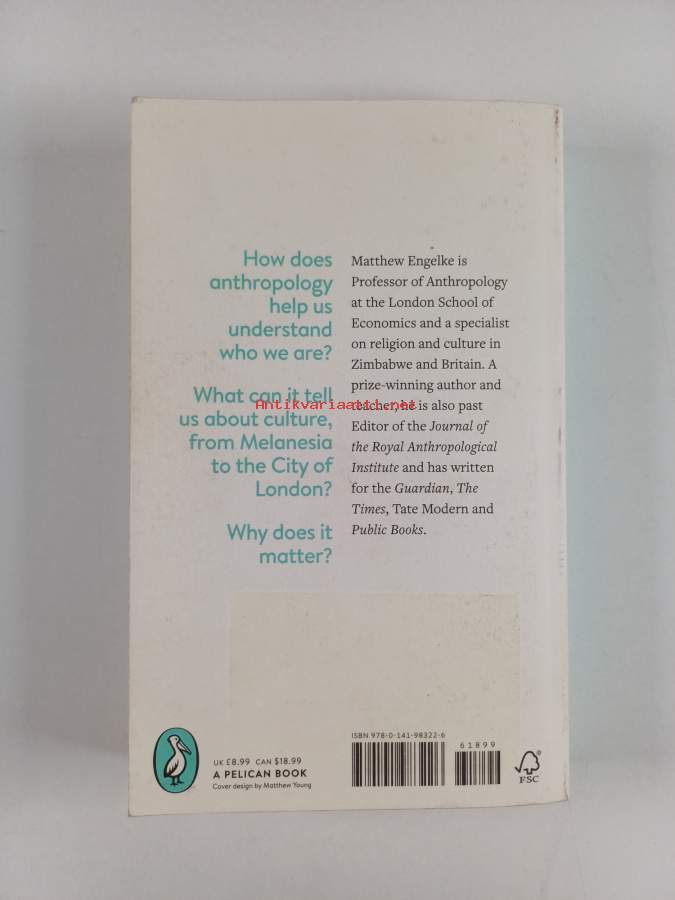 How does
anthropology
help us
understand
who we are?
What can it tell
us about culture,
from Melanesia
to the City of
London?
Why does it
matter?
Matthew Engelke is
Professor of Anthropology
at the London School of
Economics and a specialist
on religion and culture in
Zimbabwe and Britain. A
prize-winning author and
teacher, he is also past
Editor of the Journal of
the Royal Anthropological
Institute and has written
for the Guardian, The
Times, Tate Modern and
Public Books.
Antikvariaatti.net
UK £8.99 CAN $18.99
A PELICAN BOOK
Cover design by Matthew Young
ISBN 978-0-141-98322-6
61899
FSC